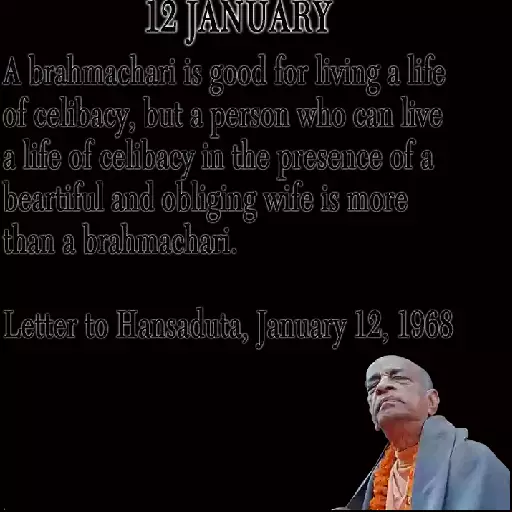 12 JANUARY
A brahmachari is good for living a life
of celibacy, but a person who can live
a life of celibacy in the presence of a
beartiful and obliging wife is more
than a brahmachari.
Letter to Hansaduta, January 12, 1968